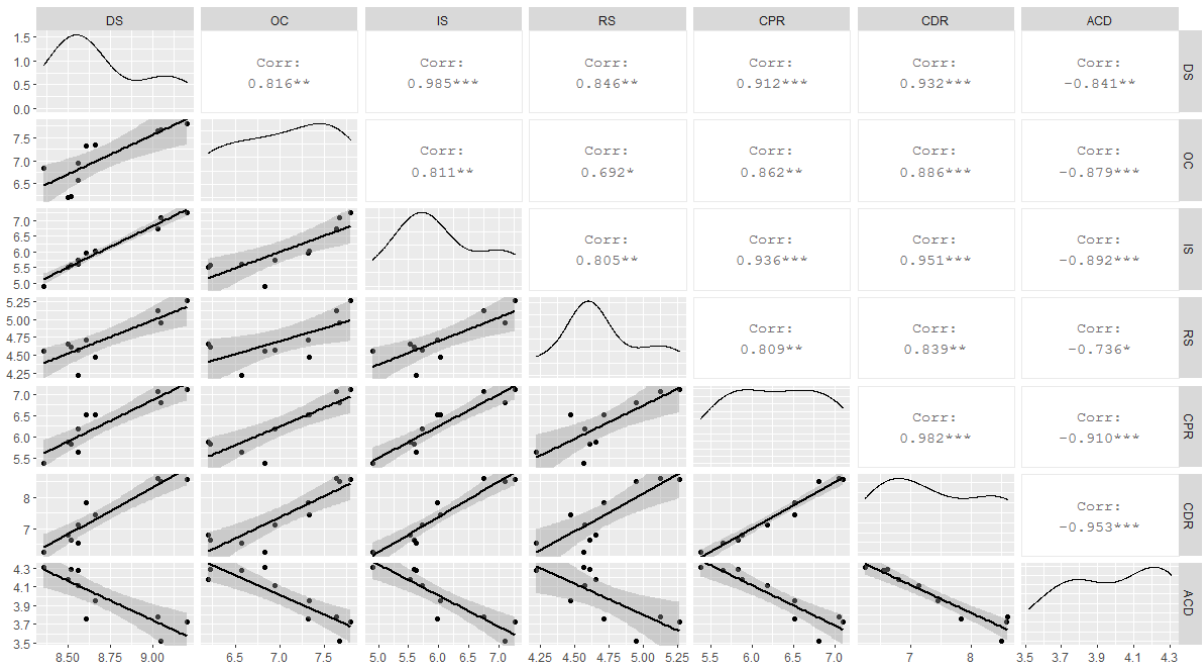 DS OC IS RS CPR CDR ACD
1.5
1.0
0.5
0.0
Corr: Corr: Corr: Corr: Corr: Corr:
0.816** 0.985*** 0.846** 0.912*** 0.932*** -0.841**
DS
7.5
7.0
6.5
Corr: Corr: Corr: Corr: Corr:
0.811** 0.692* 0.862** 0.886*** -0.879***
OC
7.0
6.5
6.0
5.5
5.0
Corr: Corr: Corr: Corr:
0.805** 0.936*** 0.951*** -0.892***
IS
5.25
5.00
4.75
4.50
4.25
Corr: Corr: Corr:
0.809** 0.839** -0.736*
RS
7.0
6.5
6.0
5.5
Corr: Corr:
0.982*** -0.910***
CPR
8
7
Corr:
-0.953***
CDR
4.3
4.1
3.9
3.7
3.5
ACD
8.50 9.00 6.5 7.0 7.5 5.0 5.5 6.0 6.5 7.0 4.25 4.50 4.75 5.00 5.25 5.5 6.0 6.5 7.0 7 8 3.5 3.7 3.9 4.1 4.3